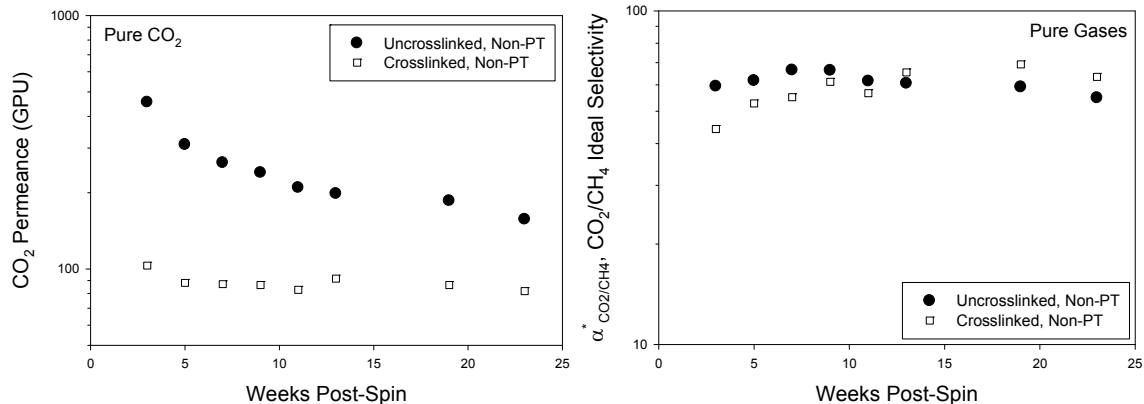 Pure CO2
Uncrosslinked, Non-PT
Crosslinked, Non-PT
CO2 Permeance (GPU)
1000
100
0
5
10
15
20
25
Weeks Post-Spin
Pure Gases
α*CO2/CH4, CO2/CH4 Ideal Selectivity
100
10
Uncrosslinked, Non-PT
Crosslinked, Non-PT
0
5
10
15
20
25
Weeks Post-Spin